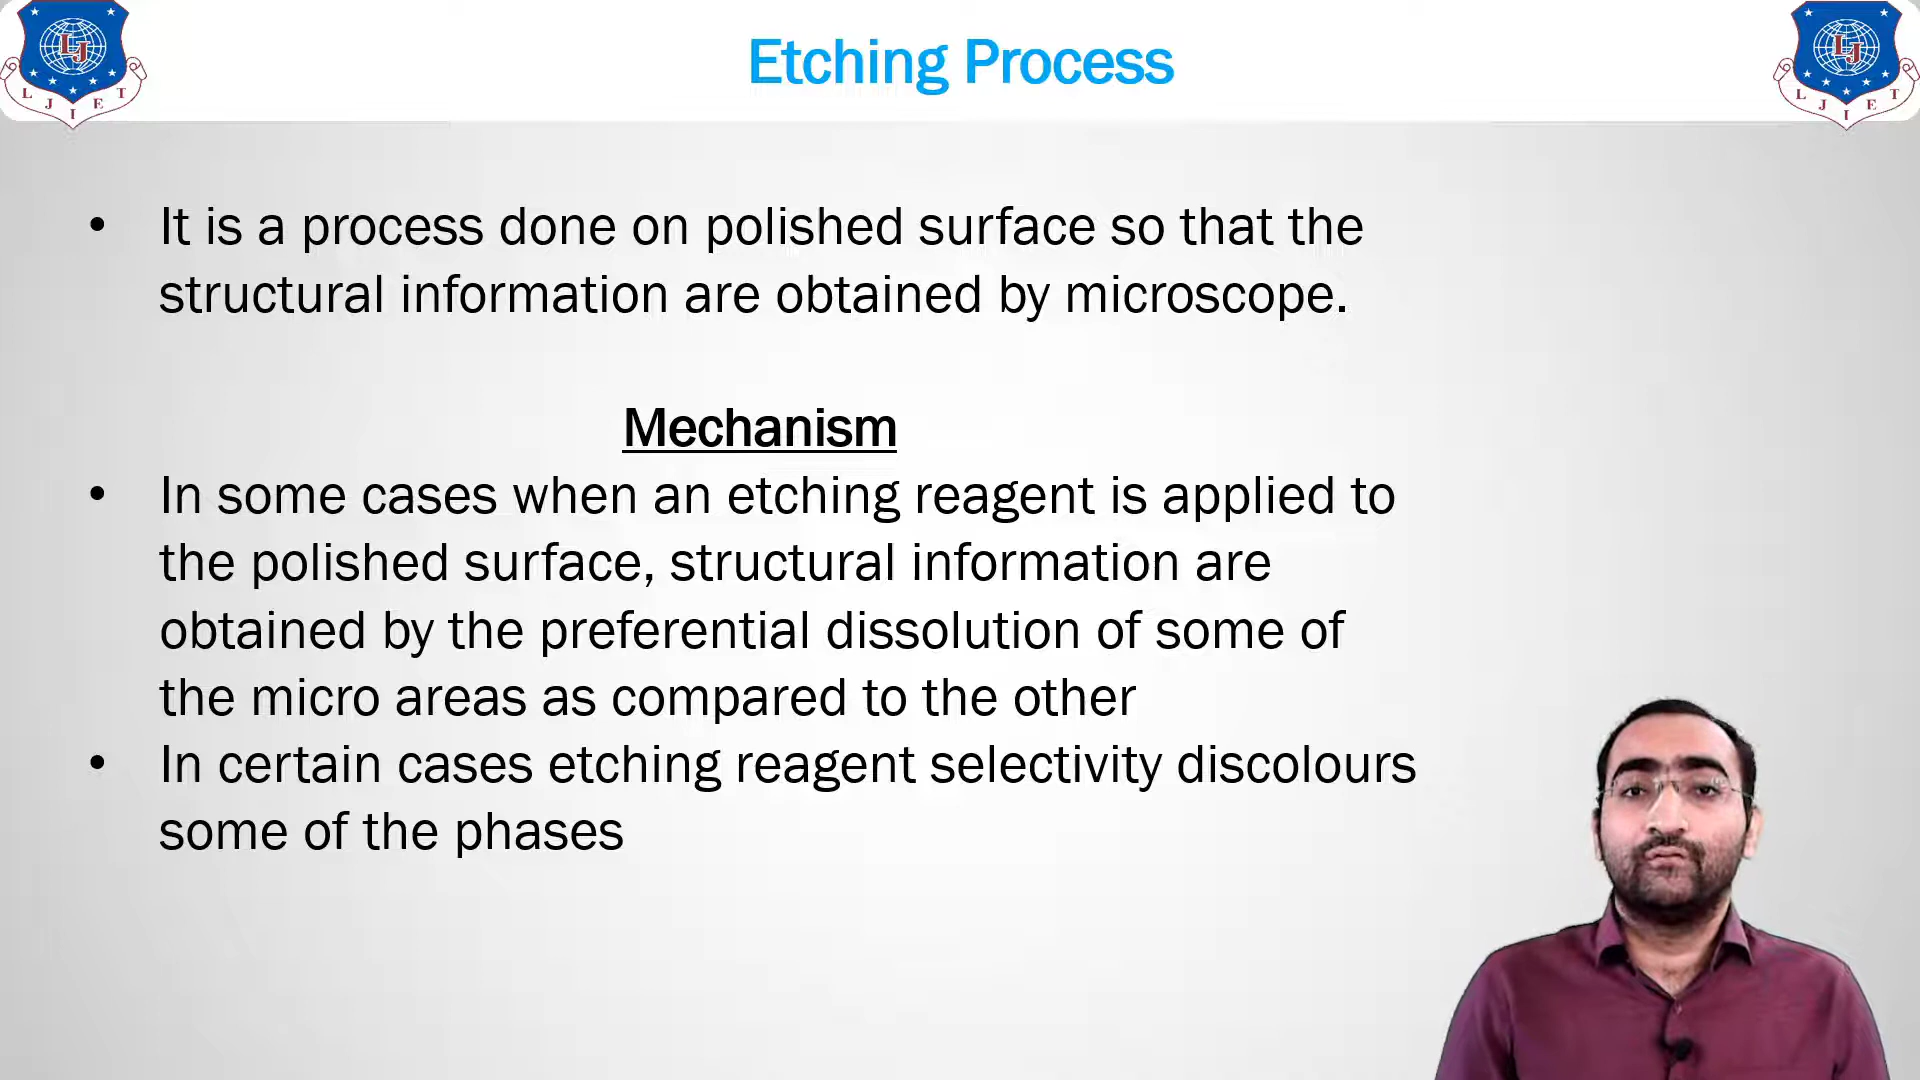 Etching Process
LJ
L J I E T
LJ
L J I E T
• It is a process done on polished surface so that the
structural information are obtained by microscope.
Mechanism
• In some cases when an etching reagent is applied to
the polished surface, structural information are
obtained by the preferential dissolution of some of
the micro areas as compared to the other
• In certain cases etching reagent selectivity discolours
some of the phases